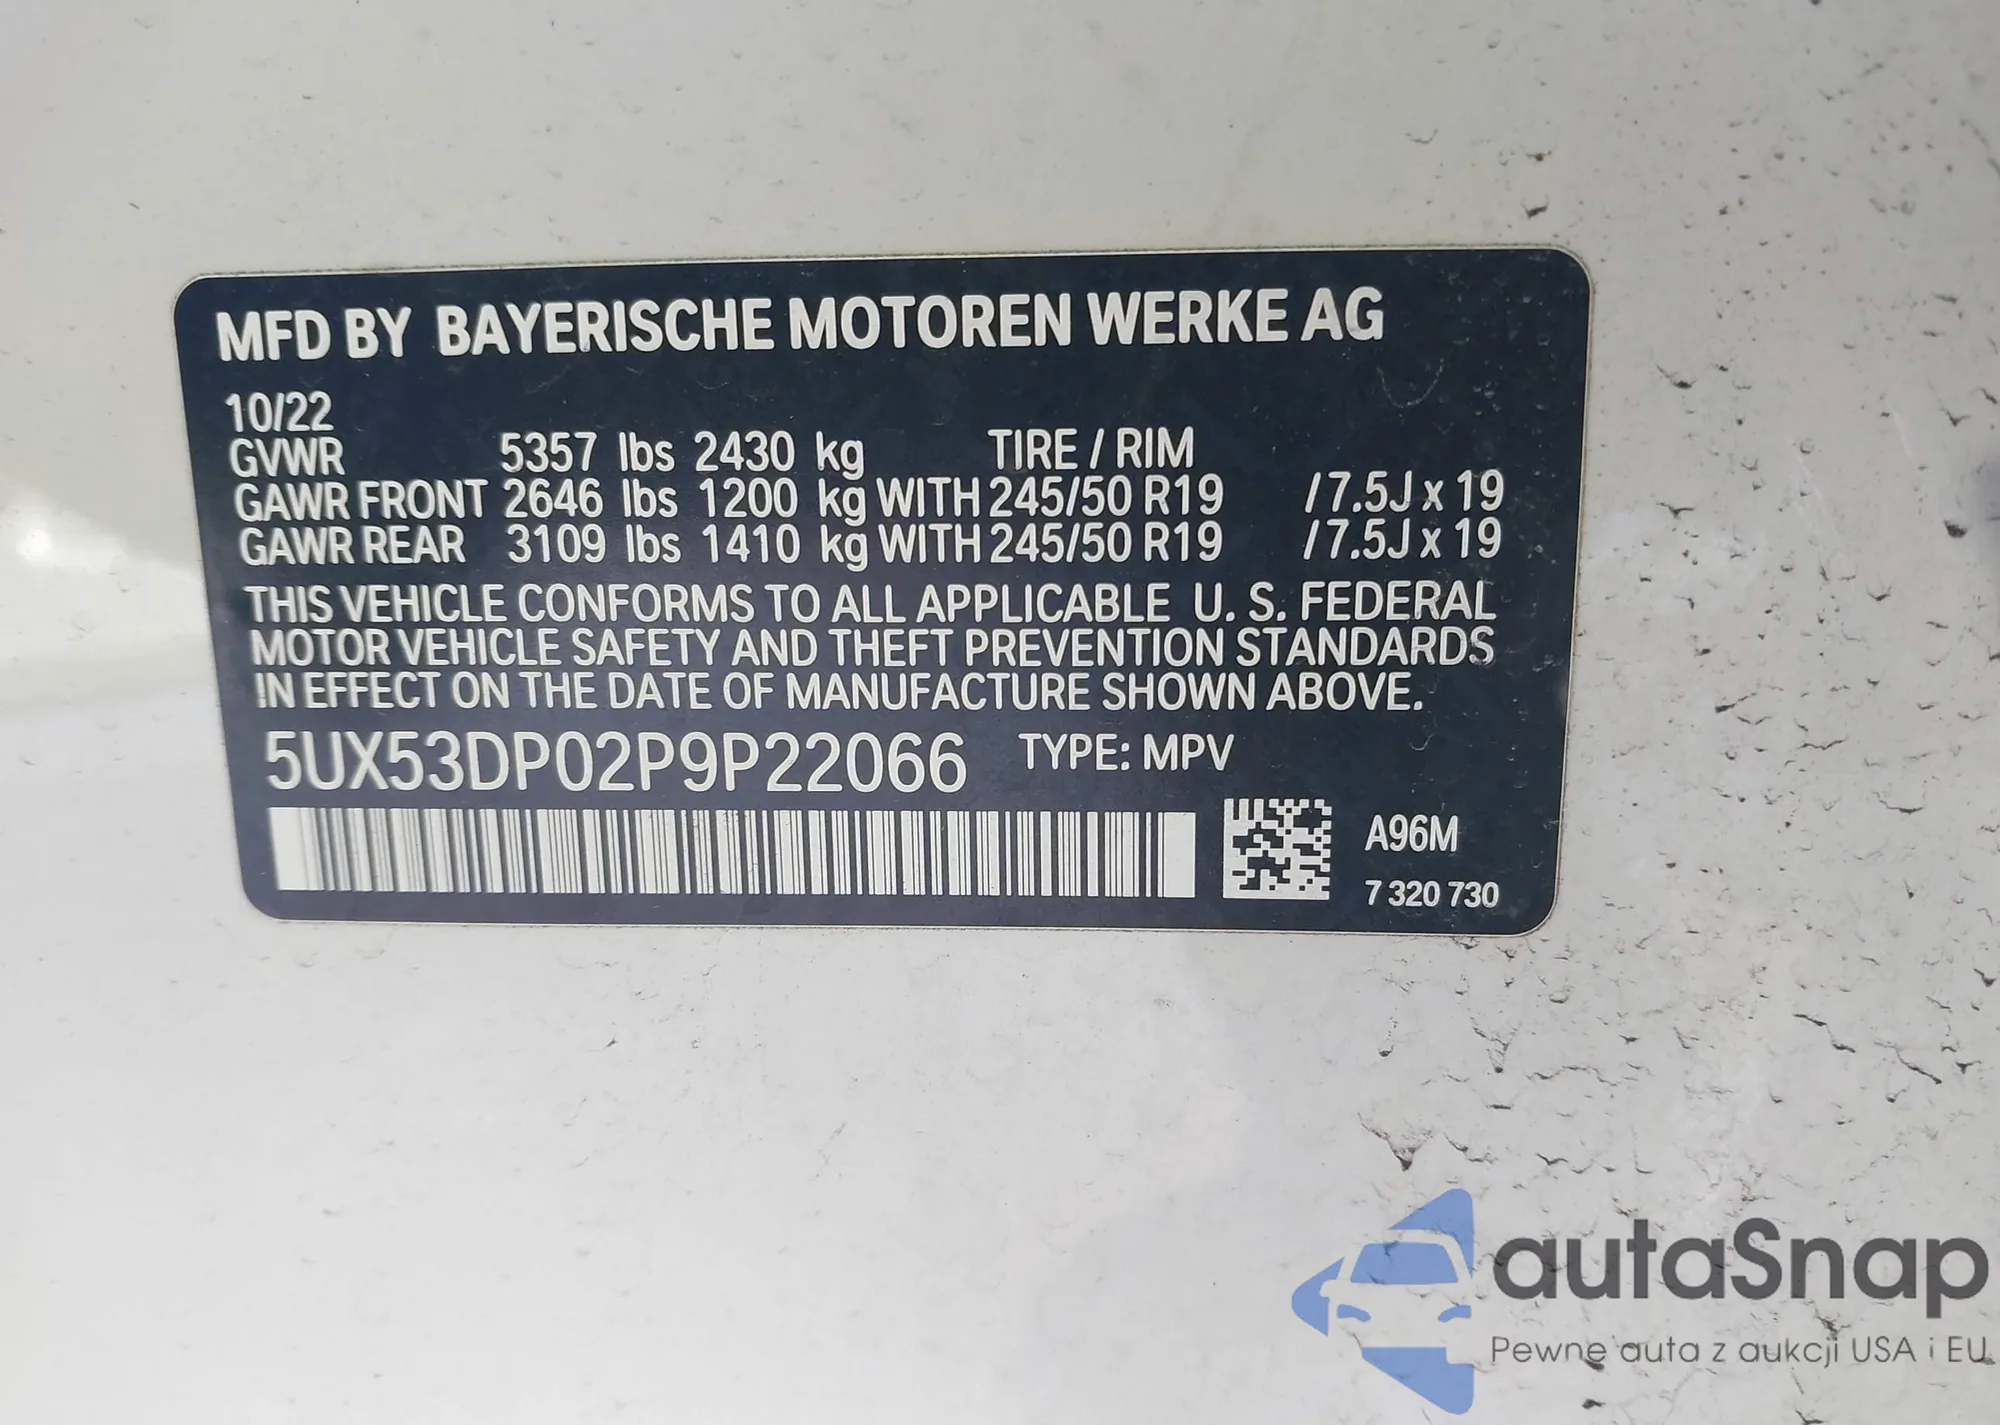 MFD BY BAYERISCHE MOTOREN WERKE AG
10/22
GVWR 5357 lbs 2430 kg TIRE / RIM
GAWR FRONT 2646 lbs 1200 kg WITH 245/50 R19 /7.5J x 19
GAWR REAR 3109 lbs 1410 kg WITH 245/50 R19 /7.5J x 19
THIS VEHICLE CONFORMS TO ALL APPLICABLE U. S. FEDERAL
MOTOR VEHICLE SAFETY AND THEFT PREVENTION STANDARDS
IN EFFECT ON THE DATE OF MANUFACTURE SHOWN ABOVE.
5UX53DP02P9P22066 TYPE: MPV
A96M
7 320 730
autaSnap
Pewne auta z aukcji USA i EU